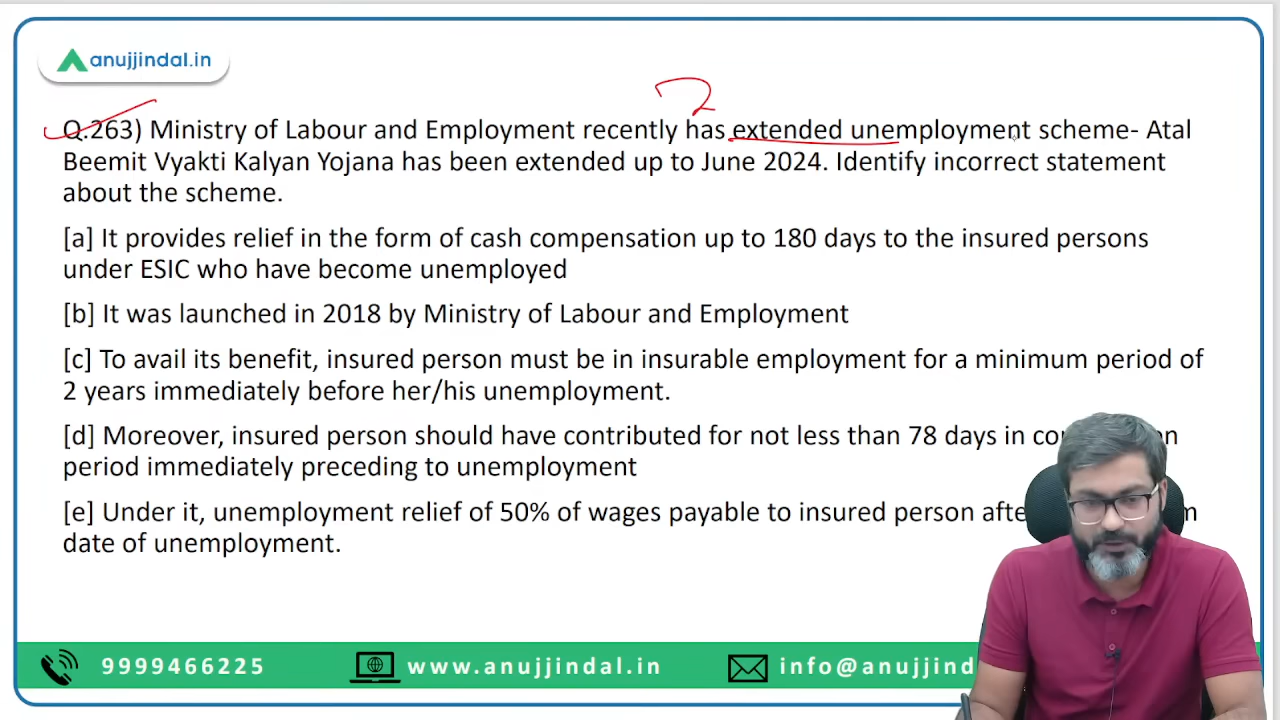 anujjindal.in
2
Q.263) Ministry of Labour and Employment recently has extended unemployment scheme- Atal
Beemit Vyakti Kalyan Yojana has been extended up to June 2024. Identify incorrect statement
about the scheme.
[a] It provides relief in the form of cash compensation up to 180 days to the insured persons
under ESIC who have become unemployed
[b] It was launched in 2018 by Ministry of Labour and Employment
[c] To avail its benefit, insured person must be in insurable employment for a minimum period of
2 years immediately before her/his unemployment.
[d] Moreover, insured person should have contributed for not less than 78 days in
period immediately preceding to unemployment
[e] Under it, unemployment relief of 50% of wages payable to insured person
date of unemployment.
9999466225 www.anujjindal.in